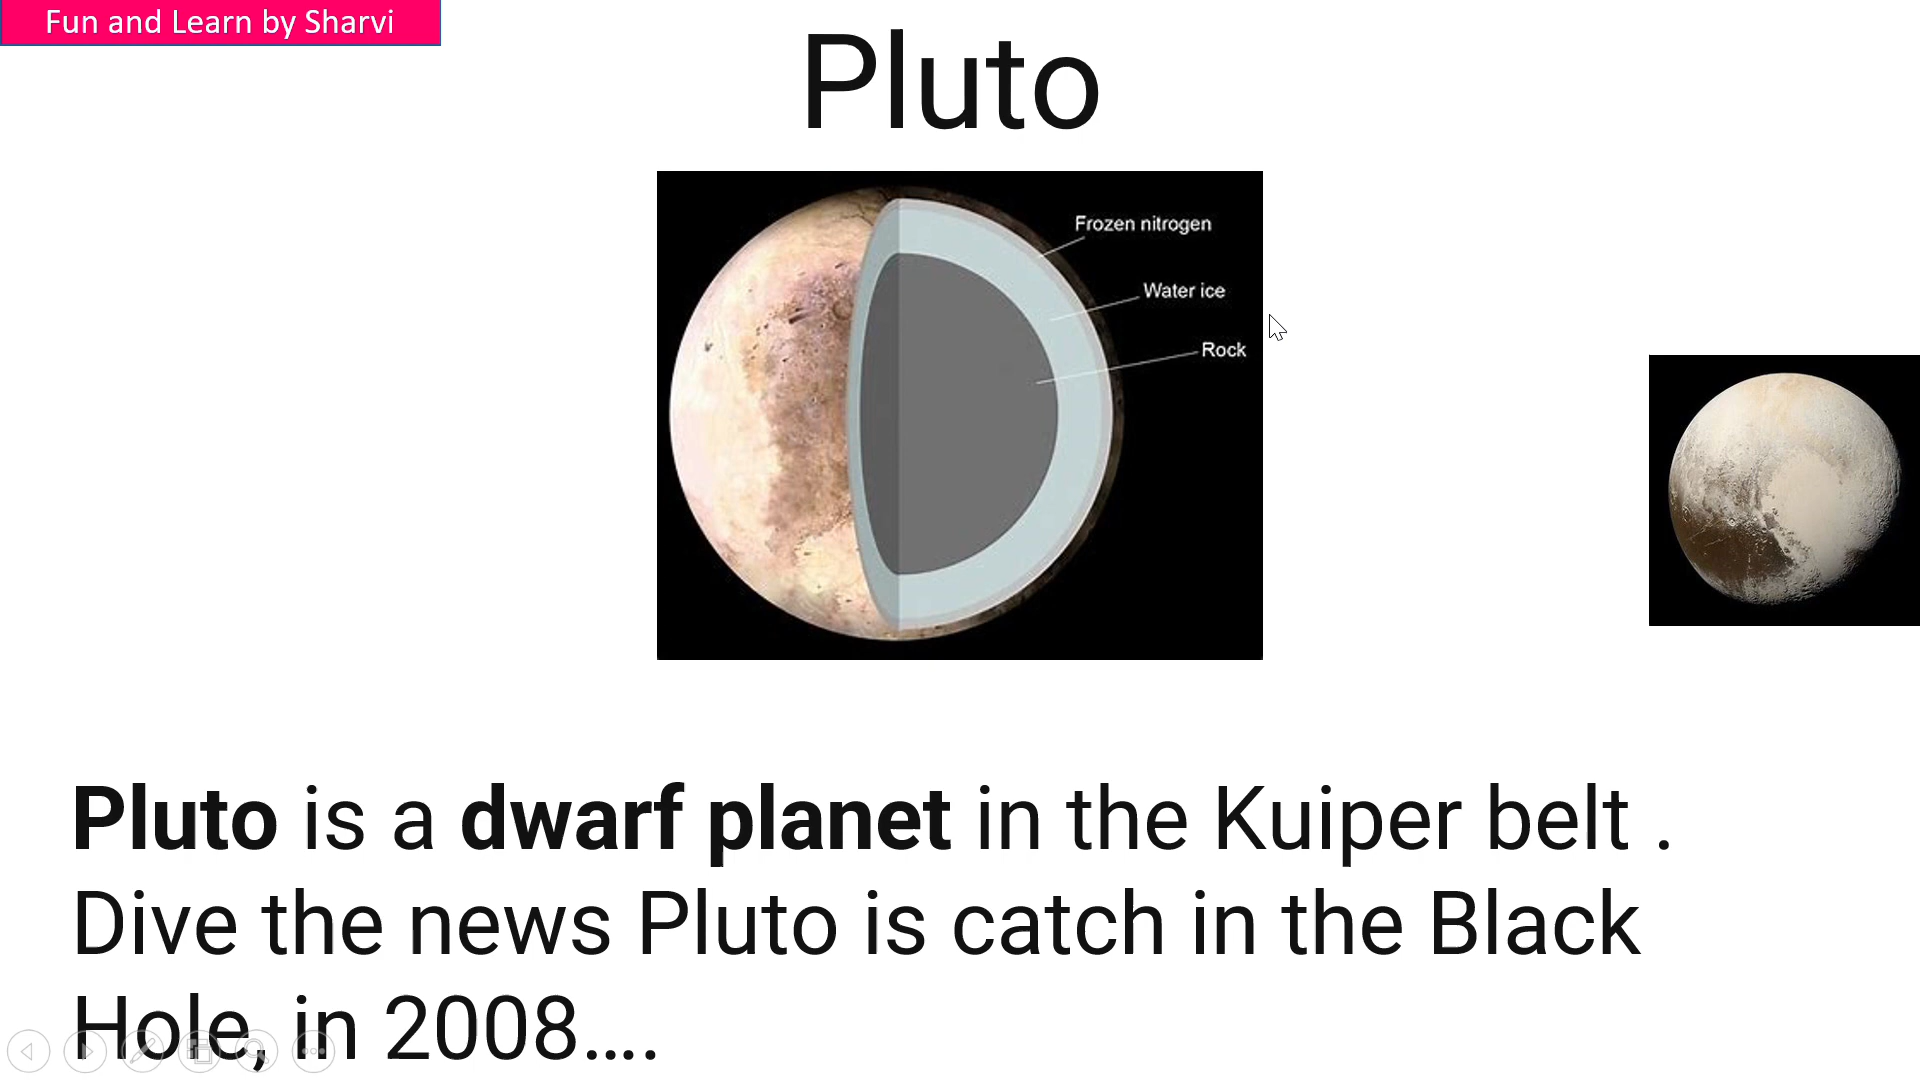 Fun and Learn by Sharvi
Pluto
Frozen nitrogen
Water ice
Rock
Pluto is a dwarf planet in the Kuiper belt .
Dive the news Pluto is catch in the Black
Hole, in 2008....